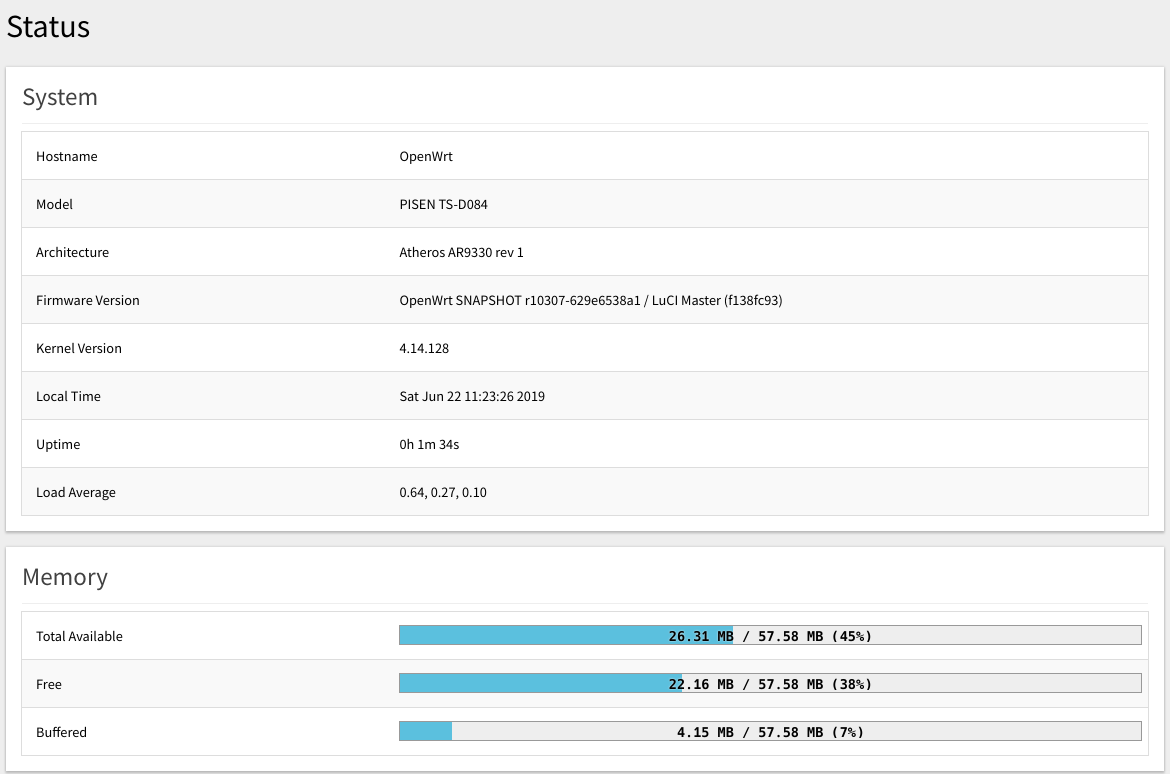 Status
System
Hostname OpenWrt
Model PISEN TS-D084
Architecture Atheros AR9330 rev 1
Firmware Version OpenWrt SNAPSHOT r10307-629e6538a1 / LuCI Master (f138fc93)
Kernel Version 4.14.128
Local Time Sat Jun 22 11:23:26 2019
Uptime 0h 1m 34s
Load Average 0.64, 0.27, 0.10
Memory
Total Available 26.31 MB / 57.58 MB (45%)
Free 22.16 MB / 57.58 MB (38%)
Buffered 4.15 MB / 57.58 MB (7%)